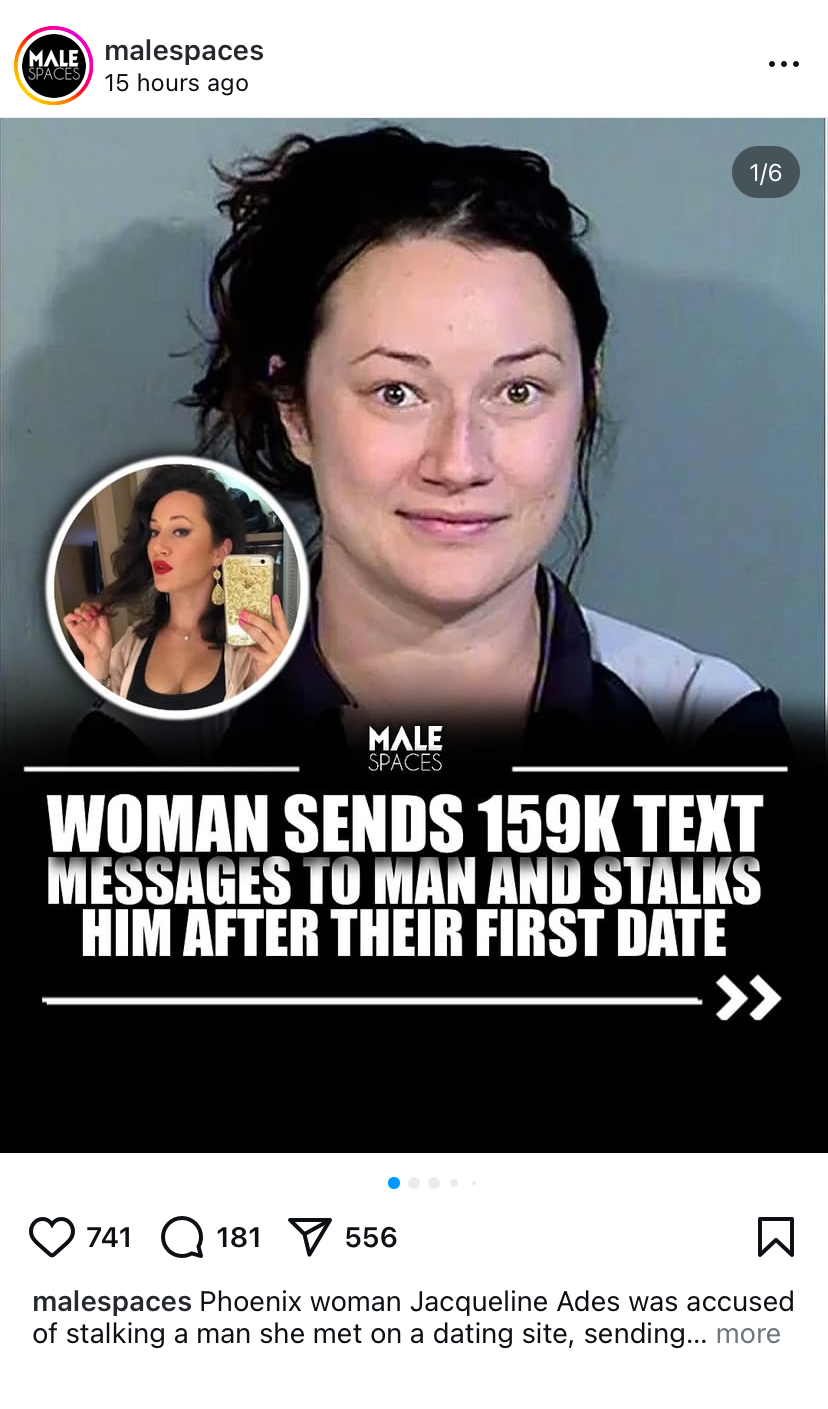 MALE
SPACES
malespaces
15 hours ago
1/6
MALE
SPACES
WOMAN SENDS 159K TEXT
MESSAGES TO MAN AND STALKS
HIM AFTER THEIR FIRST DATE
741
181
556
malespaces Phoenix woman Jacqueline Ades was accused
of stalking a man she met on a dating site, sending... more